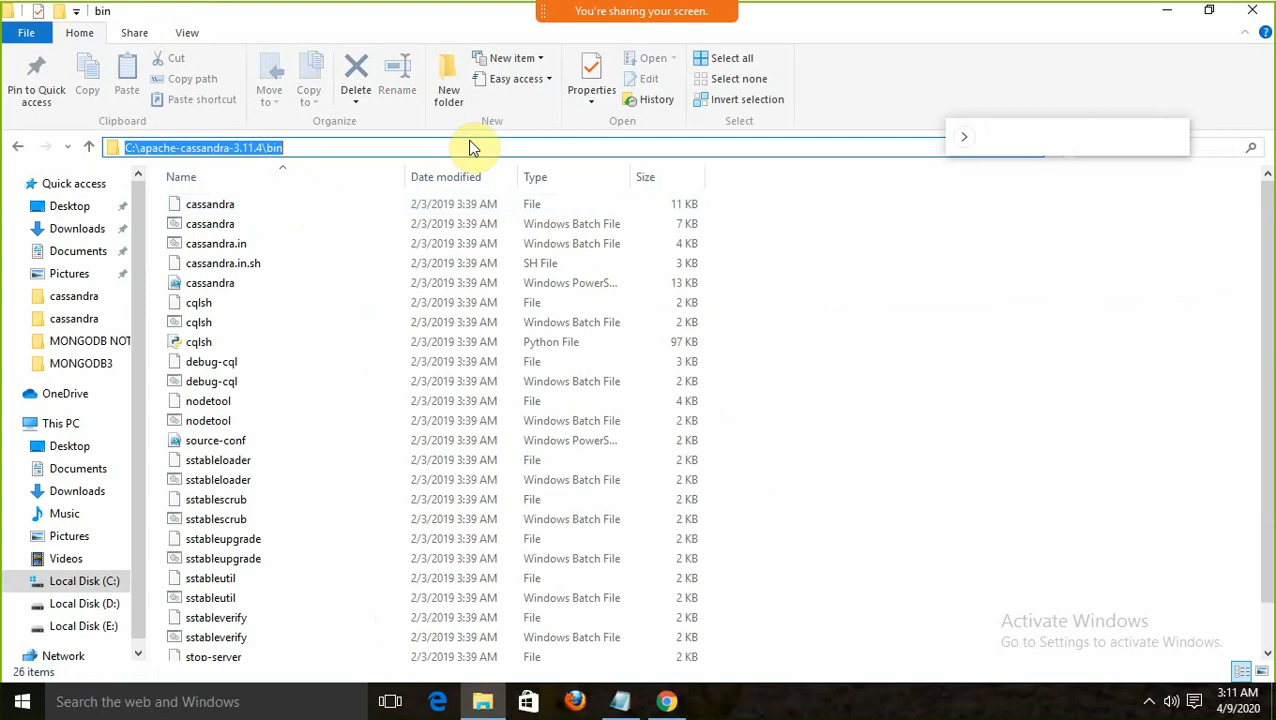 bin
You're sharing your screen.
File Home Share View
Pin to Quick access
Copy
Paste
Cut
Copy path
Paste shortcut
Clipboard
Move to
Copy to
Delete
Rename
Organize
New folder
New item
Easy access
New
Properties
Open
Edit
History
Open
Select all
Select none
Invert selection
Select
C:\apache-cassandra-3.11.4\bin
Quick access
Desktop
Downloads
Documents
Pictures
cassandra
cassandra
MONGODB NOT
MONGODB3
OneDrive
This PC
Desktop
Documents
Downloads
Music
Pictures
Videos
Local Disk (C:)
Local Disk (D:)
Local Disk (E:)
Network
Name Date modified Type Size
cassandra 2/3/2019 3:39 AM File 11 KB
cassandra 2/3/2019 3:39 AM Windows Batch File 7 KB
cassandra.in 2/3/2019 3:39 AM Windows Batch File 4 KB
cassandra.in.sh 2/3/2019 3:39 AM SH File 3 KB
cassandra 2/3/2019 3:39 AM Windows PowerS... 13 KB
cqlsh 2/3/2019 3:39 AM File 2 KB
cqlsh 2/3/2019 3:39 AM Windows Batch File 2 KB
cqlsh 2/3/2019 3:39 AM Python File 97 KB
debug-cql 2/3/2019 3:39 AM File 3 KB
debug-cql 2/3/2019 3:39 AM Windows Batch File 2 KB
nodetool 2/3/2019 3:39 AM File 4 KB
nodetool 2/3/2019 3:39 AM Windows Batch File 2 KB
source-conf 2/3/2019 3:39 AM Windows PowerS... 2 KB
sstableloader 2/3/2019 3:39 AM File 2 KB
sstableloader 2/3/2019 3:39 AM Windows Batch File 2 KB
sstablescrub 2/3/2019 3:39 AM File 2 KB
sstablescrub 2/3/2019 3:39 AM Windows Batch File 2 KB
sstableupgrade 2/3/2019 3:39 AM File 2 KB
sstableupgrade 2/3/2019 3:39 AM Windows Batch File 2 KB
sstableutil 2/3/2019 3:39 AM File 2 KB
sstableutil 2/3/2019 3:39 AM Windows Batch File 2 KB
sstableverify 2/3/2019 3:39 AM File 2 KB
sstableverify 2/3/2019 3:39 AM Windows Batch File 2 KB
stop-server 2/3/2019 3:39 AM File 2 KB
Activate Windows
Go to Settings to activate Windows.
26 items
Search the web and Windows
3:11 AM
4/9/2020